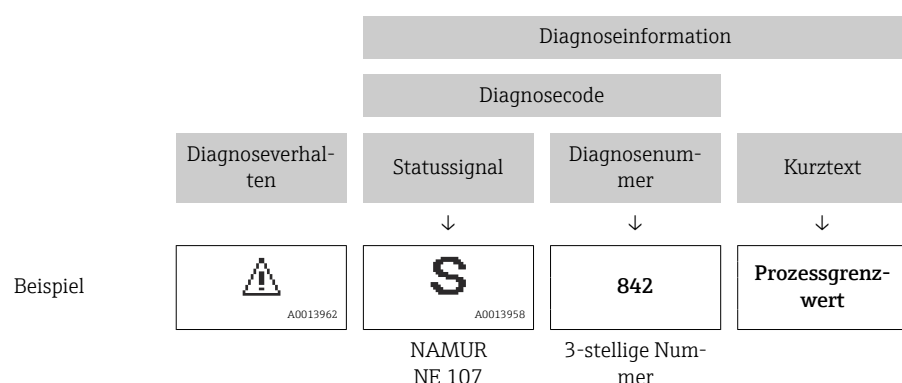 Diagnoseinformation
Diagnosecode
Diagnoseverhal-
ten
Statussignal
Diagnosenum-
mer
Kurztext
↓ ↓ ↓
Beispiel
A0013962
S
A0013958
842
Prozessgrenz-
wert
NAMUR
NE 107
3-stellige Num-
mer